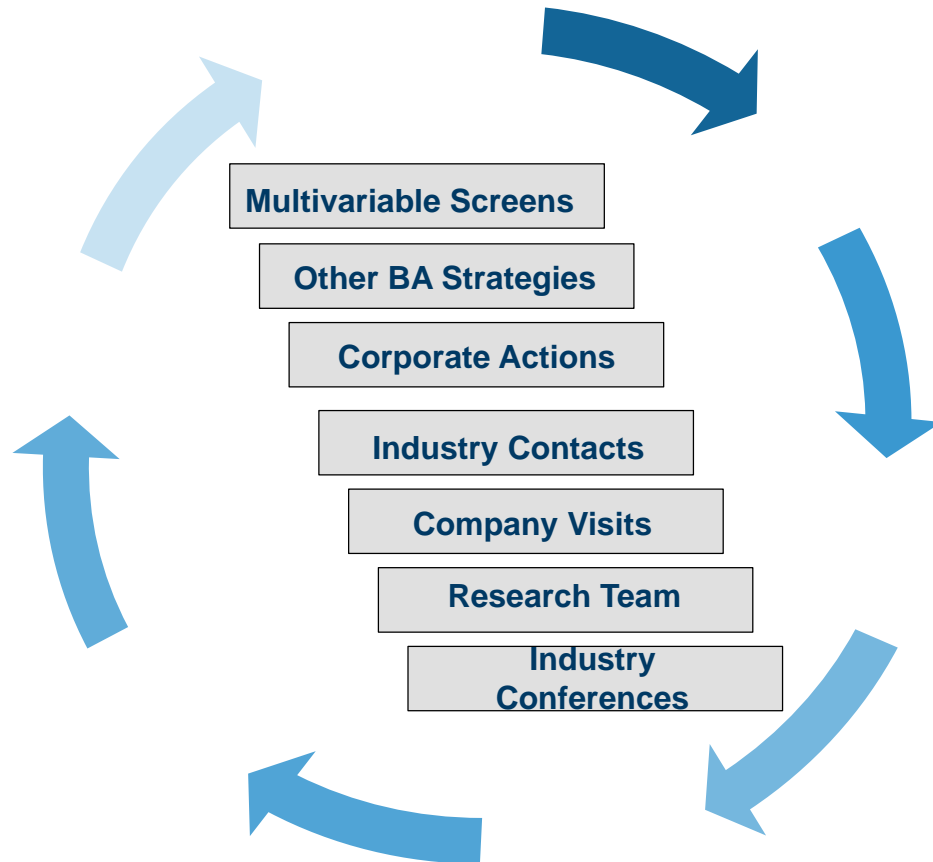 Multivariable Screens
Other BA Strategies
Corporate Actions
Industry Contacts
Company Visits
Research Team
Industry
Conferences